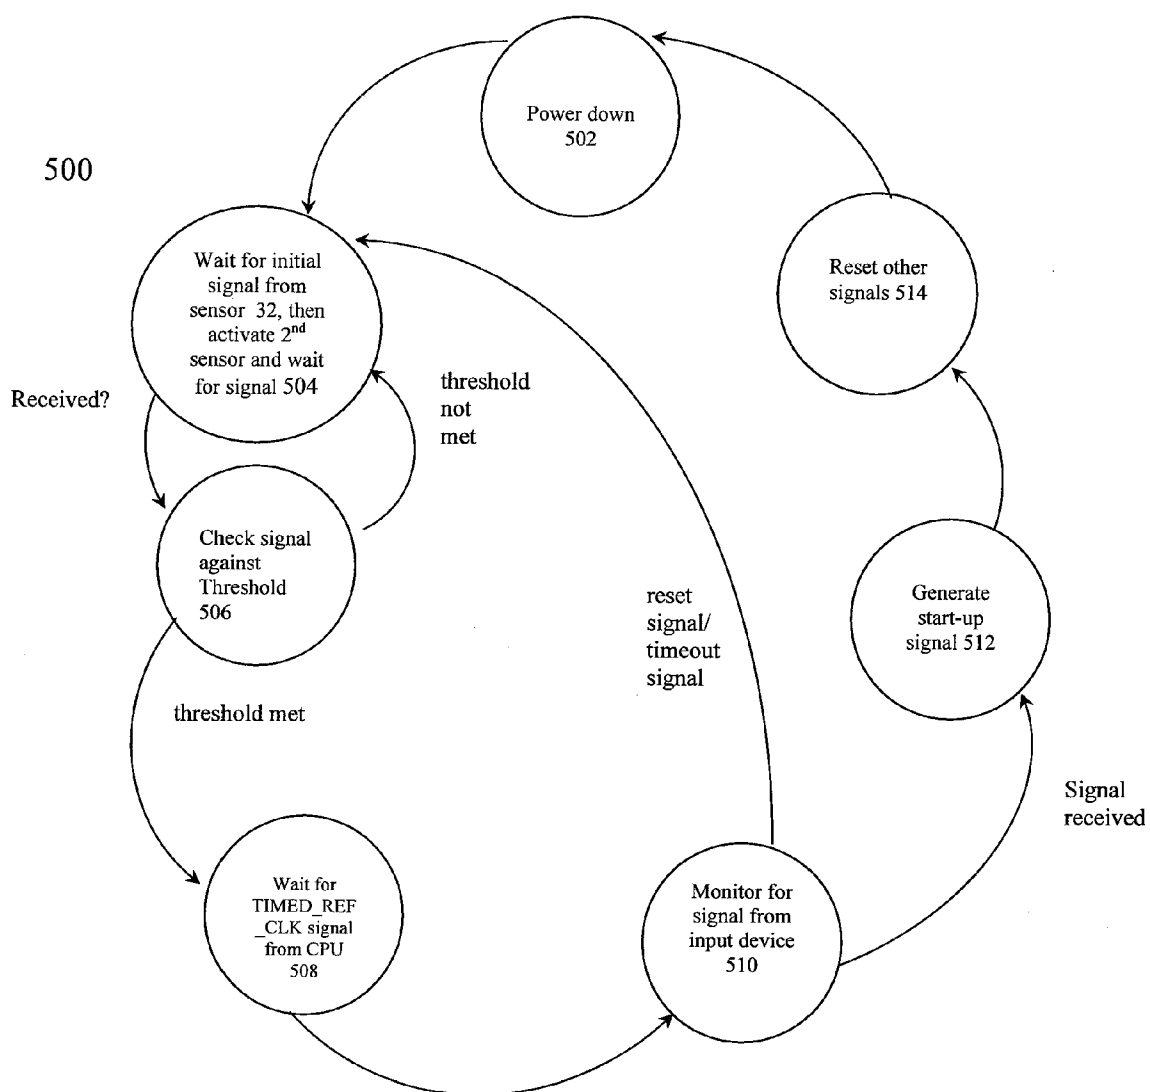 500
Power down
502
Wait for initial
signal from
sensor 32, then
activate 2nd
sensor and wait
for signal 504
Received?
threshold
not
met
Check signal
against
Threshold
506
threshold met
Wait for
TIMED_REF
_CLK signal
from CPU
508
Monitor for
signal from
input device
510
reset
signal/
timeout
signal
Signal
received
Generate
start-up
signal 512
Reset other
signals 514